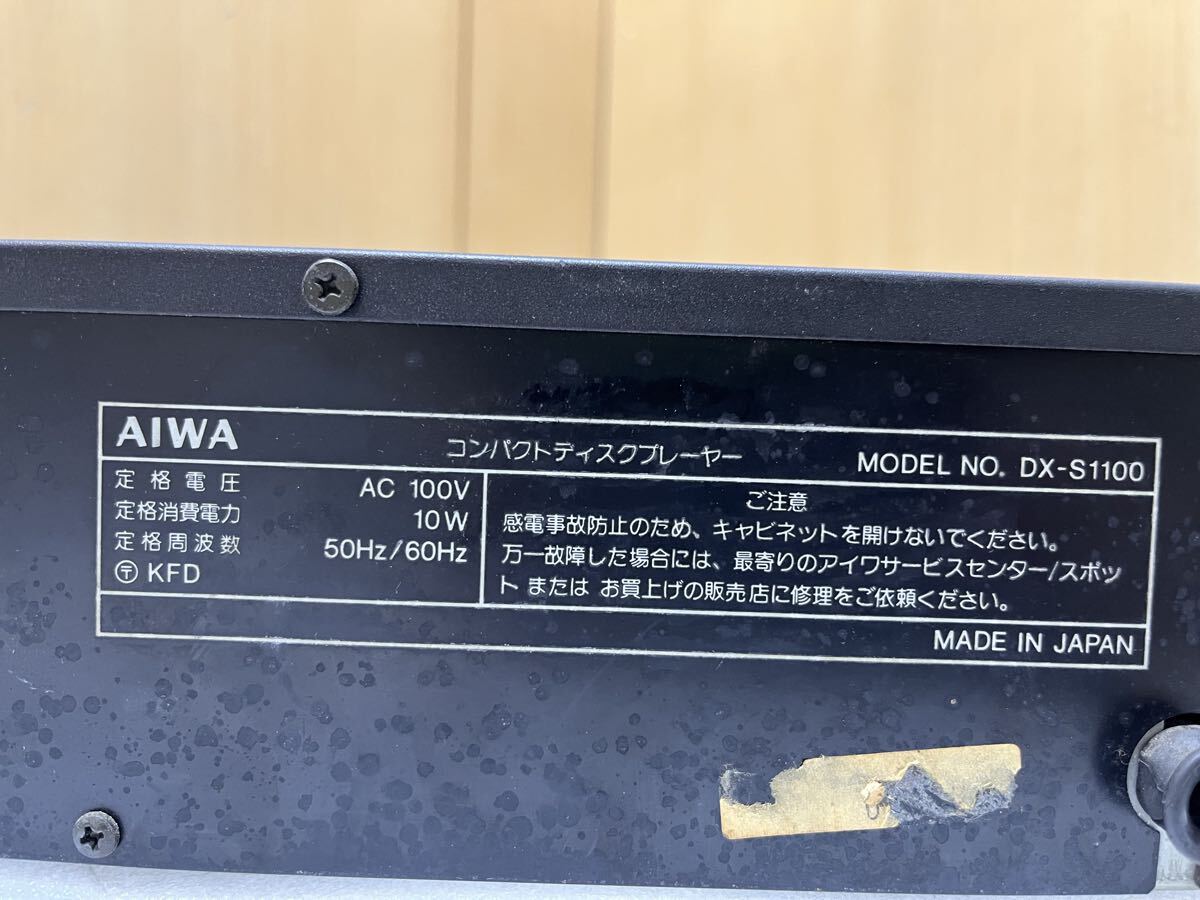 AIWA
コンパクトディスクプレーヤー
MODEL NO. DX-S1100
定格電圧 AC 100V
定格消費電力 10W
定格周波数 50Hz/60Hz
〶 KFD
ご注意
感電事故防止のため、キャビネットを開けないでください。
万一故障した場合には、最寄りのアイワサービスセンター/スポッ
ト または お買上げの販売店に修理をご依頼ください。
MADE IN JAPAN